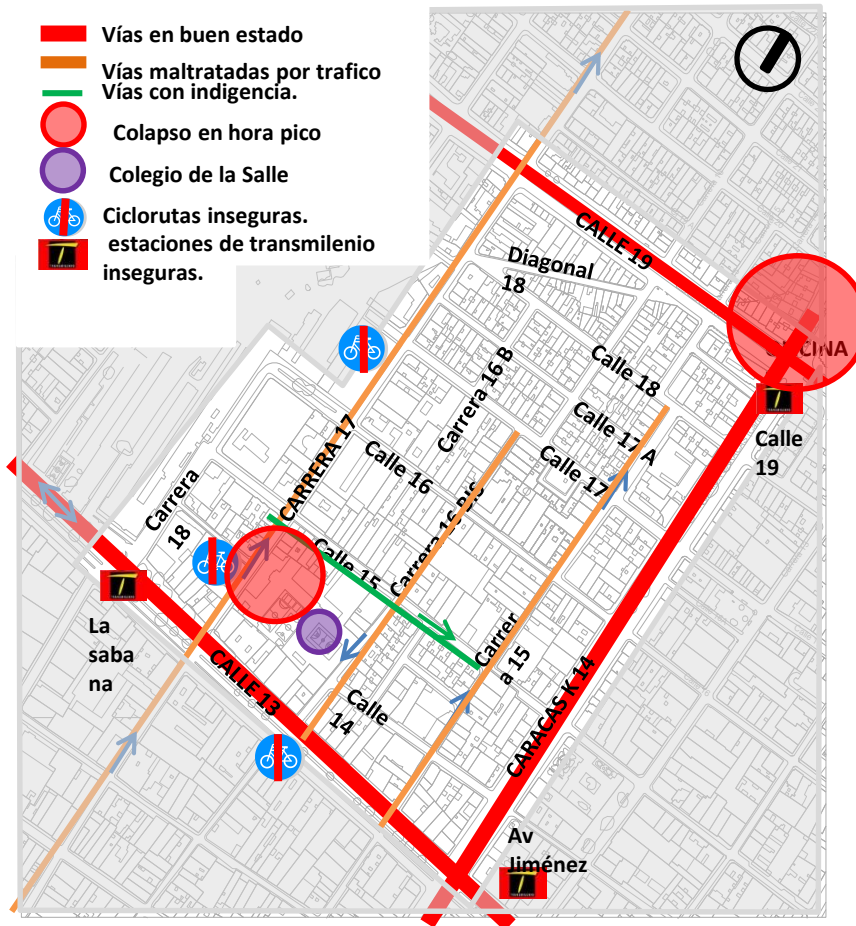 Vías en buen estado
Vías maltratadas por trafico
Vías con indigencia.
Colapso en hora pico
Colegio de la Salle
Ciclorutas inseguras.
estaciones de transmilenio
inseguras.
CALLE 19
Diagonal
18
Calle 18
Carrera 16 B
Calle 17 A
Calle
19
Calle 17
CARRERA 17
Calle 16
Carrera
18
Calle 15
Carrer
a 15
La
saba
na
CALLE 13
Calle
14
CARACAS K 14
Av
Jiménez